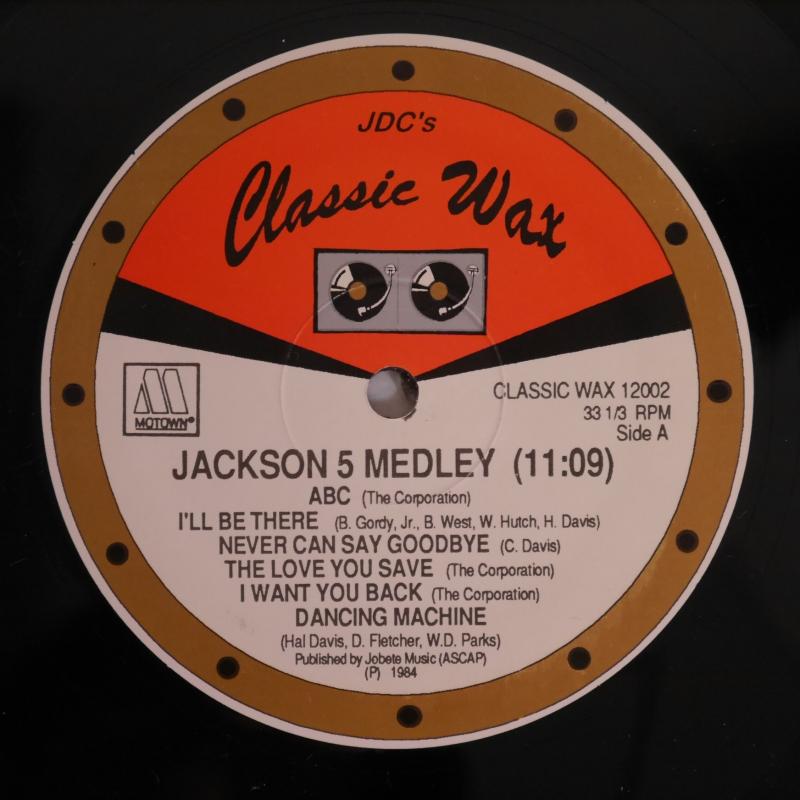 JDC's
Classic Wax
MOTOWN®
CLASSIC WAX 12002
33 1/3 RPM
Side A
JACKSON 5 MEDLEY (11:09)
ABC (The Corporation)
I'LL BE THERE (B. Gordy, Jr., B. West, W. Hutch, H. Davis)
NEVER CAN SAY GOODBYE (C. Davis)
THE LOVE YOU SAVE (The Corporation)
I WANT YOU BACK (The Corporation)
DANCING MACHINE
(Hal Davis, D. Fletcher, W.D. Parks)
Published by Jobete Music (ASCAP)
(P) 1984